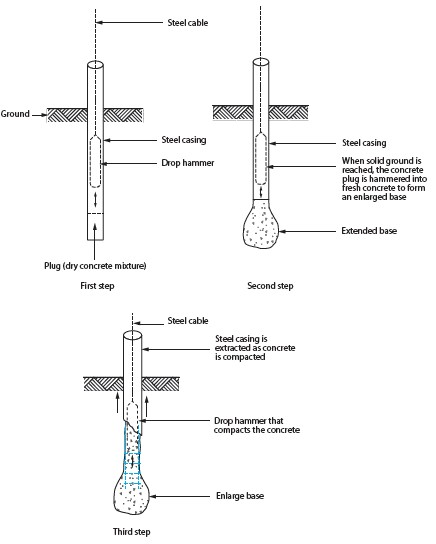 Steel cable
Ground
Steel casing
Drop hammer
Plug (dry concrete mixture)
First step
Steel casing
When solid ground is
reached, the concrete
plug is hammered into
fresh concrete to form
an enlarged base
Extended base
Second step
Steel cable
Steel casing is
extracted as concrete
is compacted
Drop hammer that
compacts the concrete
Enlarge base
Third step